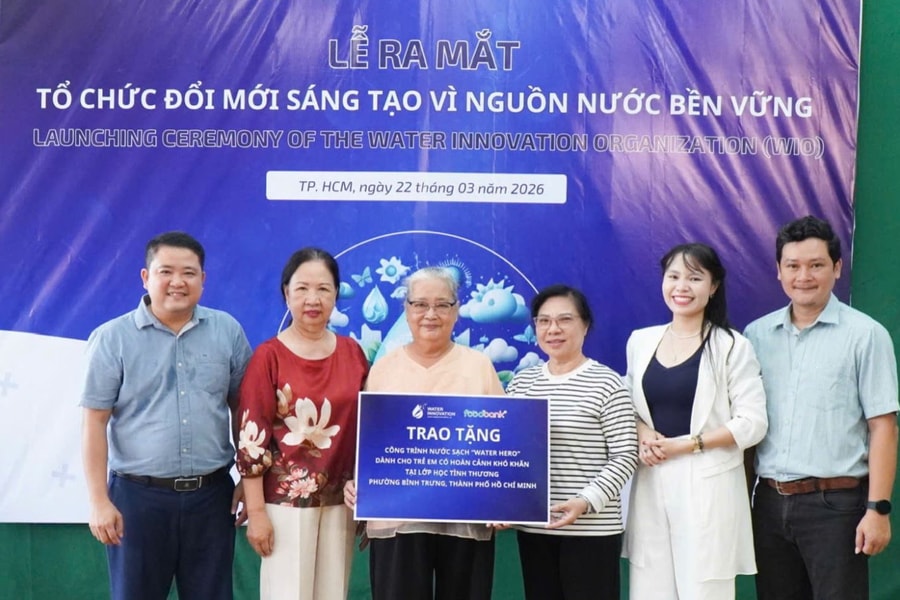 LỄ RA MẮT
TỔ CHỨC ĐỔI MỚI SÁNG TẠO VÌ NGUỒN NƯỚC BỀN VỮNG
LAUNCHING CEREMONY OF THE WATER INNOVATION ORGANIZATION (WIO)
TP. HCM, ngày 22 tháng 03 năm 2026
WATER INNOVATION
foodbank
TRAO TẶNG
CÔNG TRÌNH NƯỚC SẠCH "WATER HERO"
DÀNH CHO TRẺ EM CÓ HOÀN CẢNH KHÓ KHĂN
TẠI LỚP HỌC TÌNH THƯƠNG
PHƯỜNG BÌNH TRƯNG, THÀNH PHỐ HỒ CHÍ MINH